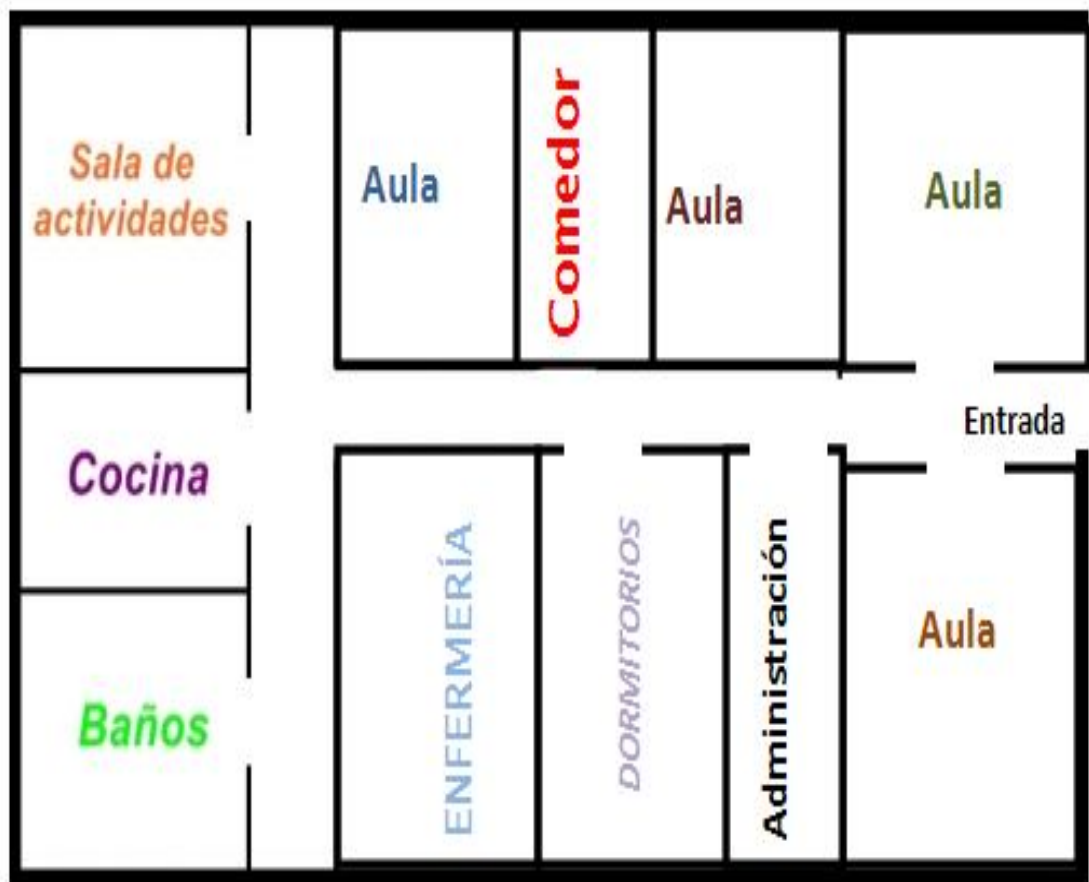 Sala de
actividades
Aula
Comedor
Aula
Aula
Entrada
Cocina
Baños
ENFERMERÍA
DORMITORIOS
Administración
Aula